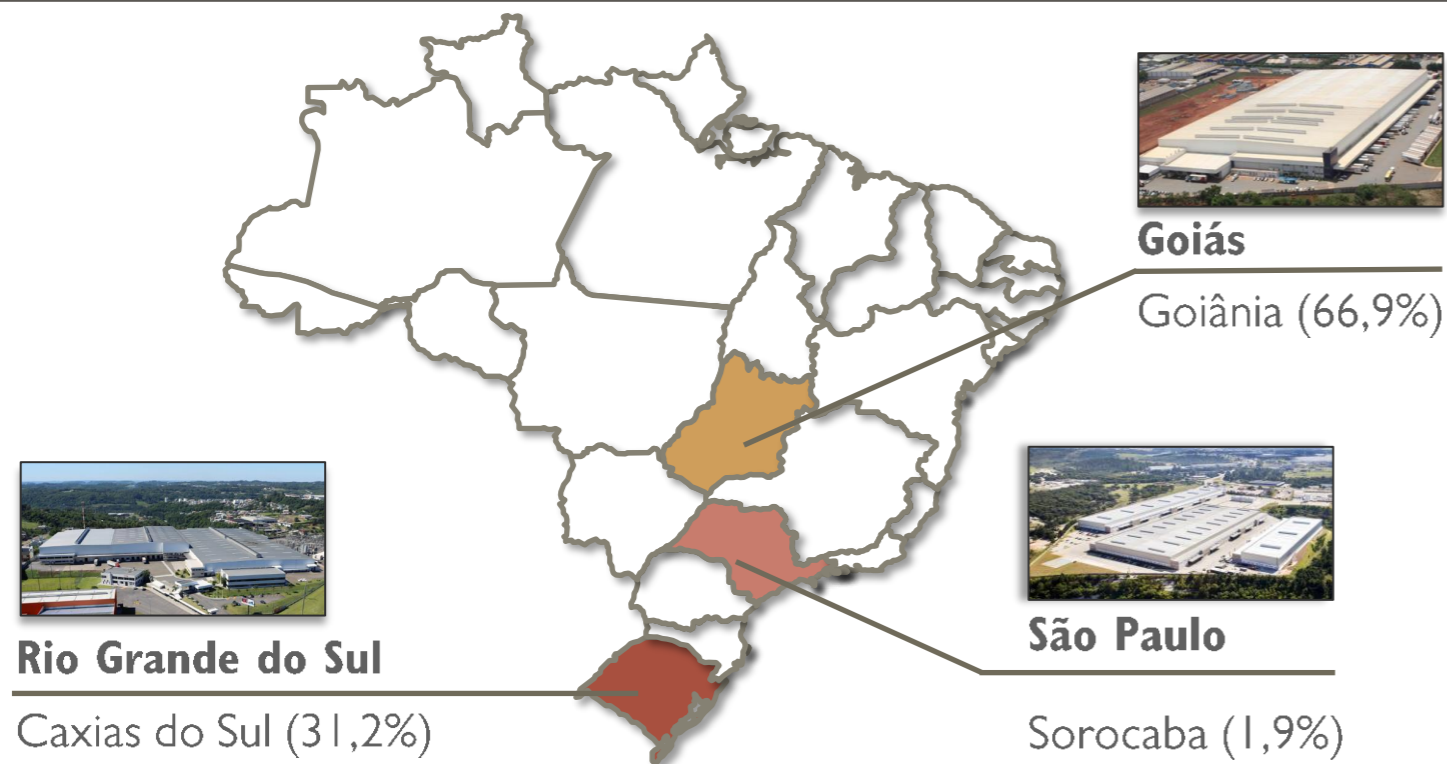 Goiás
Goiânia (66,9%)
Rio Grande do Sul
Caxias do Sul (31,2%)
São Paulo
Sorocaba (1,9%)